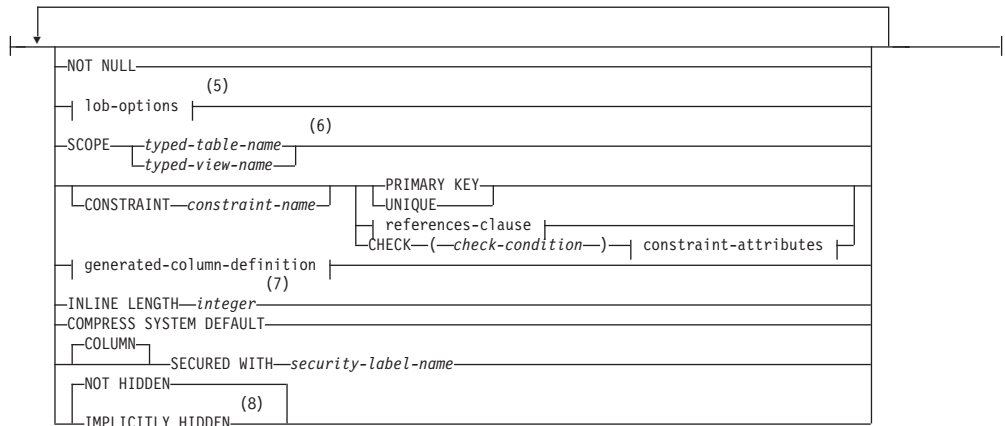 NOT NULL
(5)
lob-options
(6)
SCOPE typed-table-name
typed-view-name
PRIMARY KEY
CONSTRAINT constraint-name UNIQUE
references-clause
CHECK ( check-condition ) constraint-attributes
generated-column-definition
(7)
INLINE LENGTH integer
COMPRESS SYSTEM DEFAULT
COLUMN
SECURED WITH security-label-name
NOT HIDDEN
(8)
IMPLICITLY HIDDEN